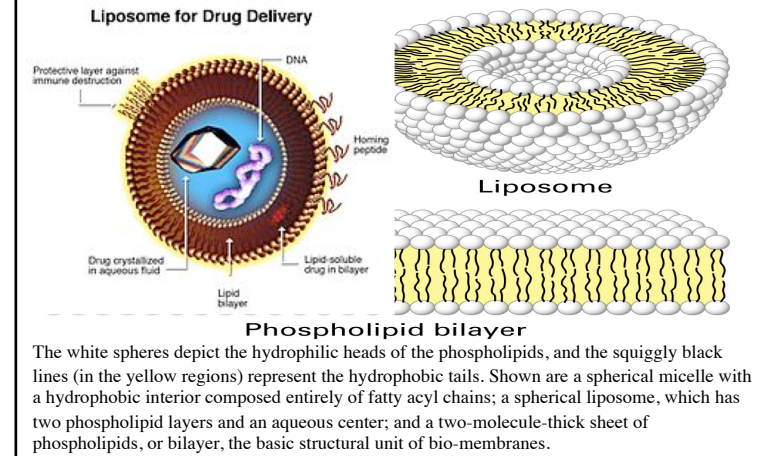 Liposome for Drug Delivery
DNA
Protective layer against
immune destruction
Homing
peptide
Drug crystallized
in aqueous fluid
Lipid-soluble
drug in bilayer
Lipid
bilayer
Liposome
Phospholipid bilayer
The white spheres depict the hydrophilic heads of the phospholipids, and the squiggly black
lines (in the yellow regions) represent the hydrophobic tails. Shown are a spherical micelle with
a hydrophobic interior composed entirely of fatty acyl chains; a spherical liposome, which has
two phospholipid layers and an aqueous center; and a two-molecule-thick sheet of
phospholipids, or bilayer, the basic structural unit of bio-membranes.